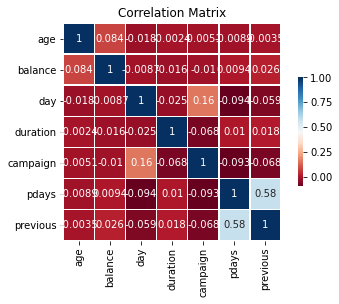 Correlation Matrix
age 1 0.084 -0.018 -0.0024 -0.0051 -0.0089 -0.0035
balance 0.084 1 -0.0087 -0.016 -0.01 0.0094 0.026
day -0.018 -0.0087 1 -0.025 0.16 -0.094 -0.059
duration -0.0024 -0.016 -0.025 1 -0.068 0.01 0.018
campaign -0.0051 -0.01 0.16 -0.068 1 -0.093 -0.068
pdays -0.0089 0.0094 -0.094 0.01 -0.093 1 0.58
previous -0.0035 0.026 -0.059 0.018 -0.068 0.58 1
age balance day duration campaign pdays previous
1.00
0.75
0.50
0.25
0.00